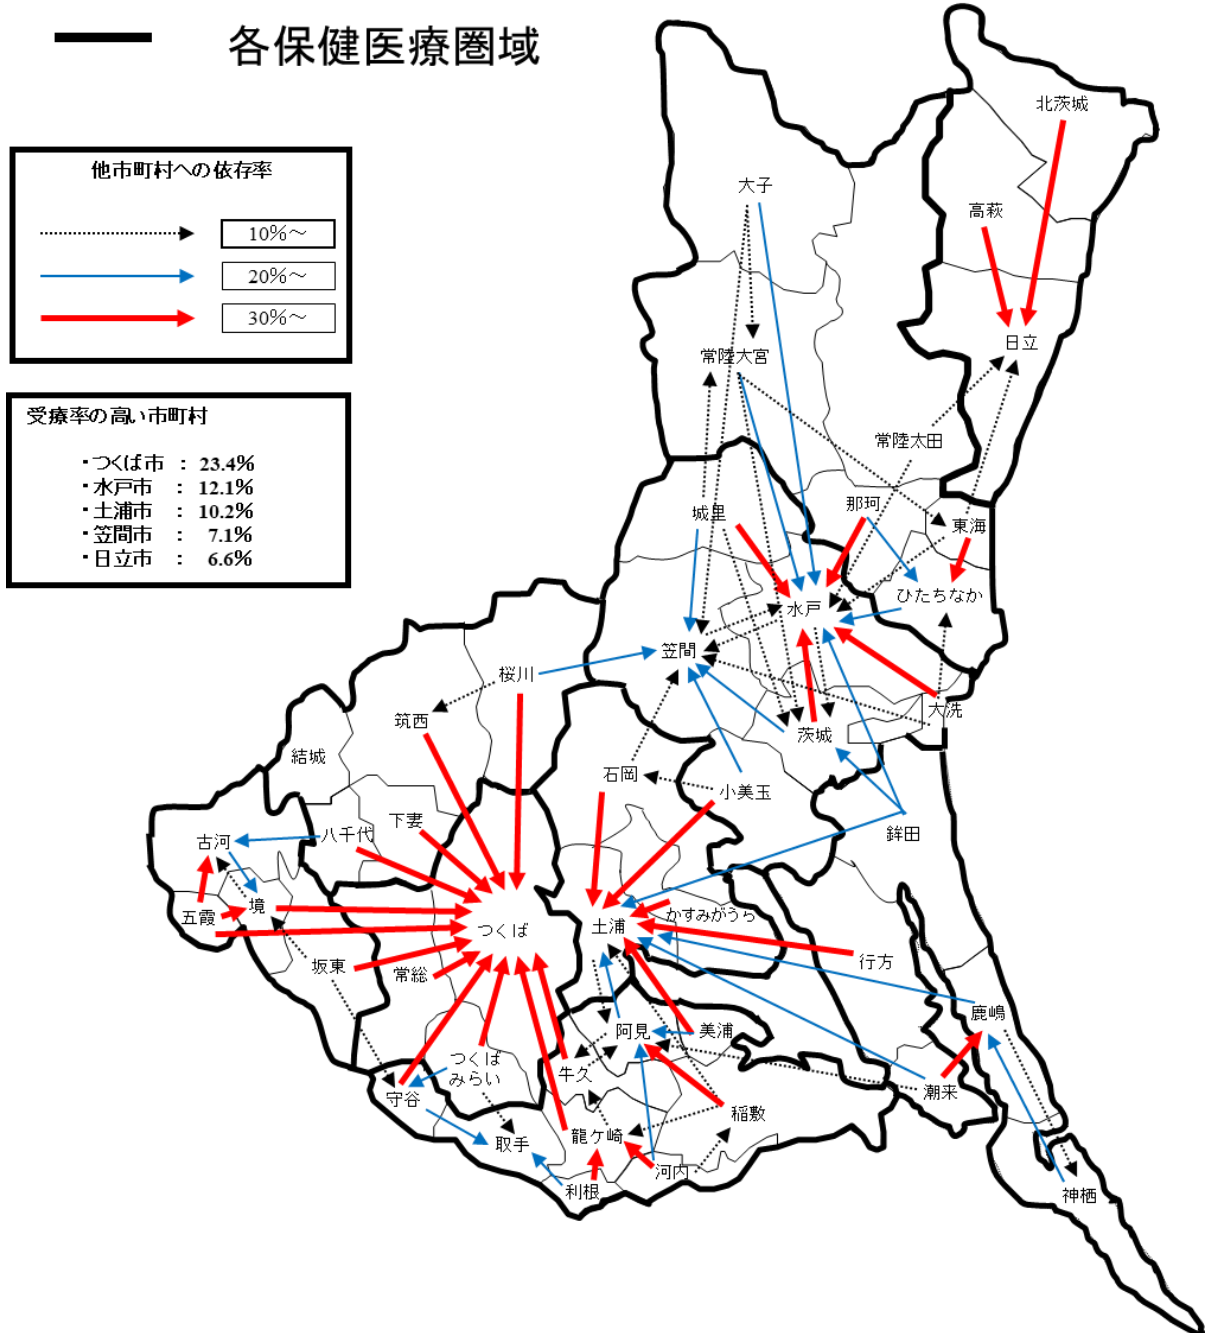 各保健医療圏域
他市町村への依存率
10%～
20%～
30%～
受療率の高い市町村
・つくば市 : 23.4%
・水戸市 : 12.1%
・土浦市 : 10.2%
・笠間市 : 7.1%
・日立市 : 6.6%
北茨城
大子
高萩
日立
常陸大宮
常陸太田
那珂
城里
東海
ひたちなか
水戸
笠間
桜川
大洗
筑西
茨城
結城
石岡
小美玉
下妻
八千代
鉾田
古河
境
五霞
かすみがうら
土浦
つくば
行方
坂東
常総
鹿嶋
阿見
美浦
つくば
みらい
牛久
潮来
守谷
稲敷
龍ケ崎
取手
河内
利根
神栖